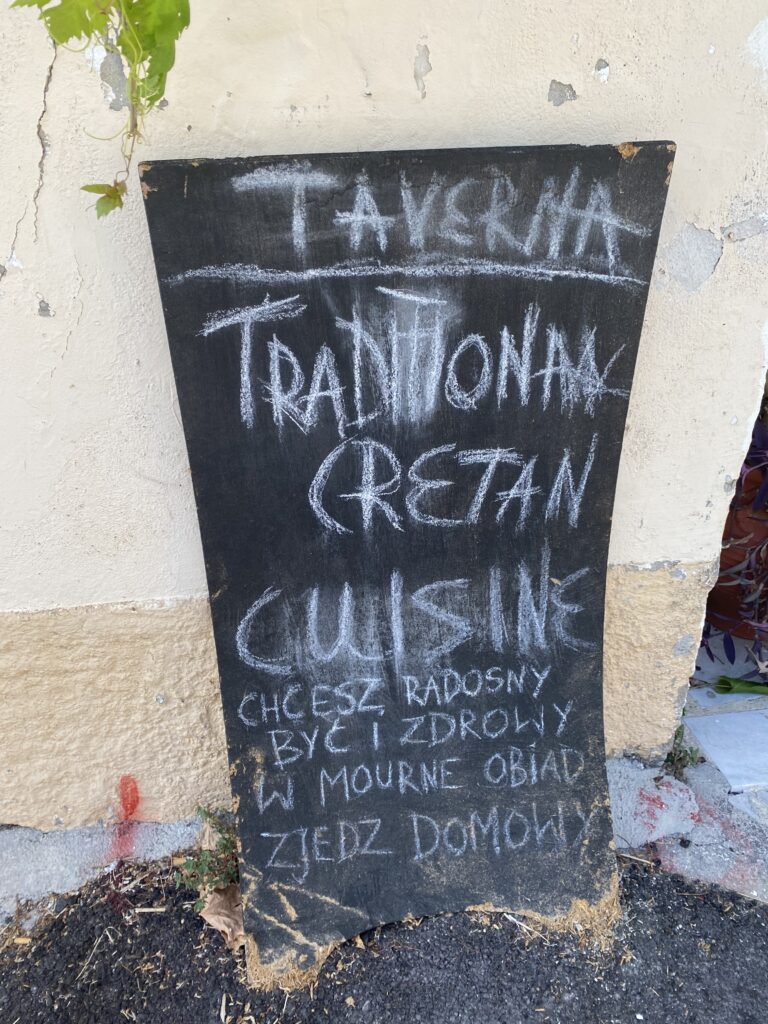 TAVERNA
TRADITIONAL
CRETAN
CUISINE
CHCESZ RADOSNY
BYĆ I ZDROWY
W MOURNE OBIAD
ZJEDZ DOMOWY